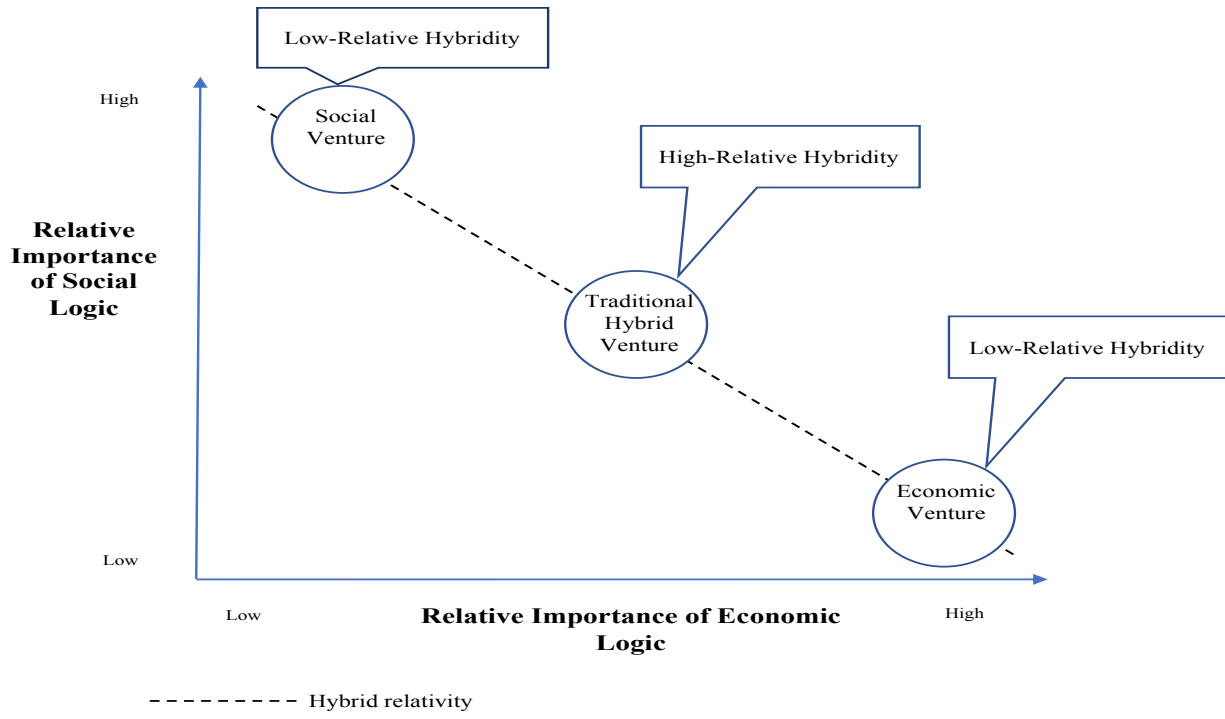 Low-Relative Hybridity
High
Social
Venture
High-Relative Hybridity
Relative
Importance
of Social
Logic
Traditional
Hybrid
Venture
Low-Relative Hybridity
Economic
Venture
Low
Low
Relative Importance of Economic
Logic
High
Hybrid relativity